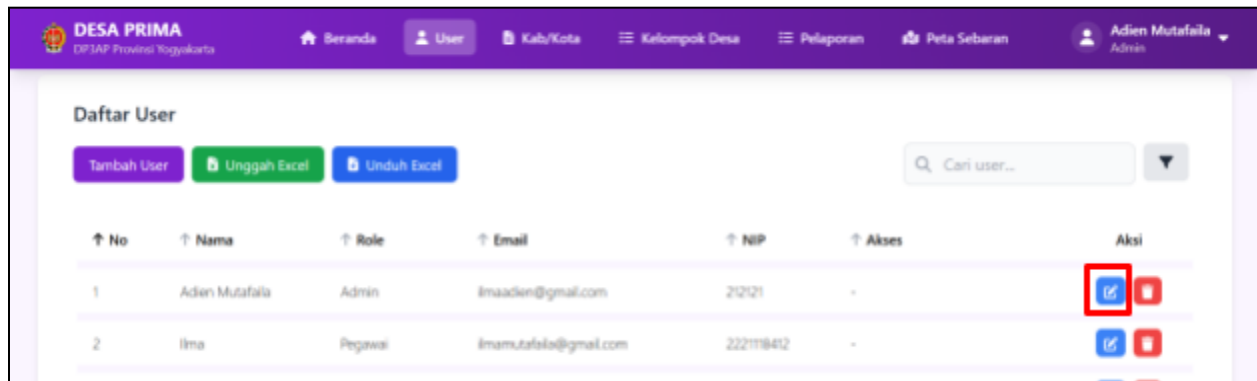 DESA PRIMA
DP3AP Provinsi Yogyakarta
Beranda
User
Kab/Kota
Kelompok Desa
Pelaporan
Peta Sebaran
Adien Mutafaila
Admin
Daftar User
Tambah User
Unggah Excel
Unduh Excel
Cari user...
No Nama Role Email NIP Akses Aksi
1 Adien Mutafaila Admin ilmaadien@gmail.com 212121 -
2 Ilma Pegawai ilmamutafaila@gmail.com 2221118412 -